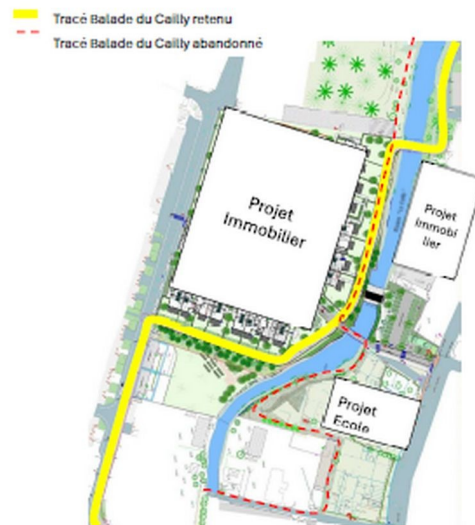 Tracé Balade du Cailly retenu
Tracé Balade du Cailly abandonné
Projet
Immobilier
Projet
Immobi
lier
Projet
Ecole